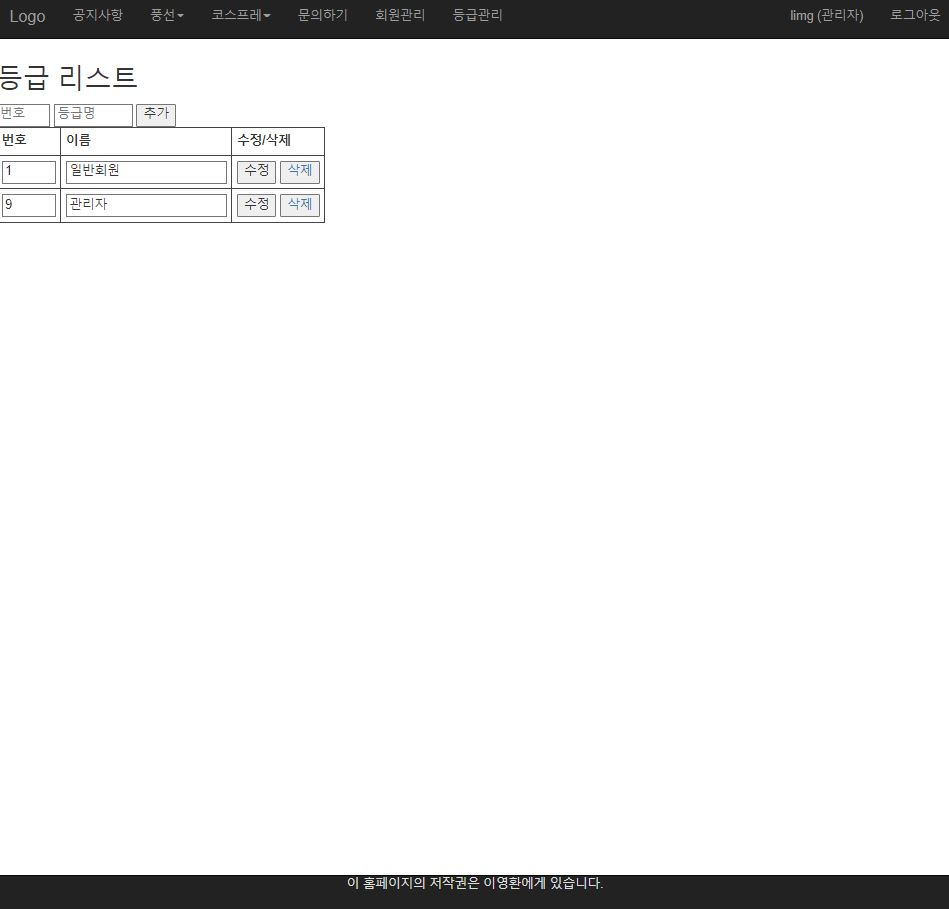 Logo 공지사항 풍선 코스프레 문의하기 회원관리 등급관리 limg (관리자) 로그아웃
등급 리스트
번호 등급명 추가
번호 이름 수정/삭제
1 일반회원 수정 삭제
9 관리자 수정 삭제
이 홈페이지의 저작권은 이영환에게 있습니다.